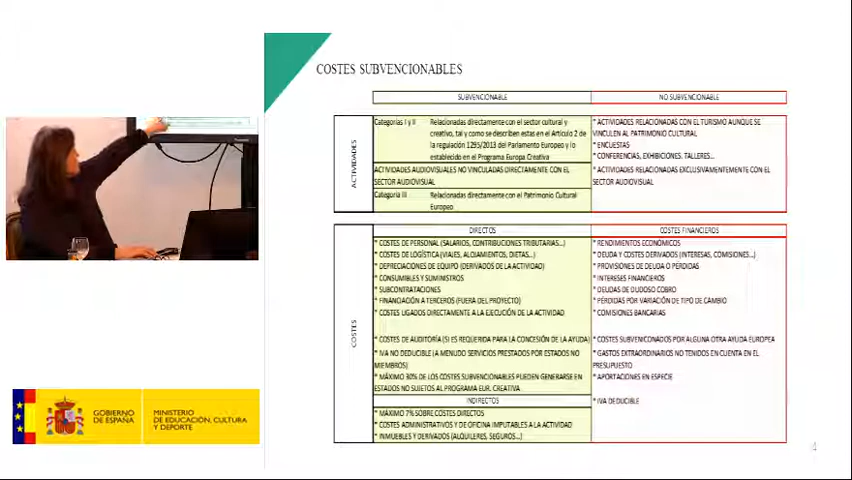 COSTES SUBVENCIONABLES
SUBVENCIONABLE
NO SUBVENCIONABLE
ACTIVIDADES
Categorías I y II
Relacionadas directamente con el sector cultural y
creativo, tal y como se describen estas en el Artículo 2 de
la regulación 1295/2013 del Parlamento Europeo y lo
establecido en el Programa Europa Creativa
ACTIVIDADES AUDIOVISUALES NO VINCULADAS DIRECTAMENTE CON EL
SECTOR AUDIOVISUAL
Categoría III
Relacionadas directamente con el Patrimonio Cultural
Europeo
* ACTIVIDADES RELACIONADAS CON EL TURISMO AUNQUE SE
VINCULEN AL PATRIMONIO CULTURAL
* ENCUESTAS
* CONFERENCIAS, EXHIBICIONES. TALLERES...
* ACTIVIDADES RELACIONADAS EXCLUSIVAMENTEMENTE CON EL
SECTOR AUDIOVISUAL
COSTES
DIRECTOS
* COSTES DE PERSONAL (SALARIOS, CONTRIBUCIONES TRIBUTARIAS...)
* COSTES DE LOGÍSTICA (VIAJES, ALOJAMIENTOS, DIETAS...)
* DEPRECIACIONES DE EQUIPO (DERIVADOS DE LA ACTIVIDAD)
* CONSUMIBLES Y SUMINISTROS
* SUBCONTRATACIONES
* FINANCIACIÓN A TERCEROS (FUERA DEL PROYECTO)
* COSTES LIGADOS DIRECTAMENTE A LA EJECUCIÓN DE LA ACTIVIDAD
* COSTES DE AUDITORÍA (SI ES REQUERIDA PARA LA CONCESIÓN DE LA AYUDA)
* IVA NO DEDUCIBLE (A MENUDO SERVICIOS PRESTADOS POR ESTADOS NO
MIEMBROS)
* MÁXIMO 30% DE LOS COSTES SUBVENCIONABLES PUEDEN GENERARSE EN
ESTADOS NO SUJETOS AL PROGRAMA EUR. CREATIVA
INDIRECTOS
* MÁXIMO 7% SOBRE COSTES DIRECTOS
* COSTES ADMINISTRATIVOS Y DE OFICINA IMPUTABLES A LA ACTIVIDAD
* INMUEBLES Y DERIVADOS (ALQUILERES, SEGUROS...)
COSTES FINANCIEROS
* RENDIMIENTOS ECONÓMICOS
* DEUDA Y COSTES DERIVADOS (INTERESAS, COMISIONES...)
* PROVISIONES DE DEUDA O PÉRDIDAS
* INTERESES FINANCIEROS
* DEUDAS DE DUDOSO COBRO
* PÉRDIDAS POR VARIACIÓN DE TIPO DE CAMBIO
* COMISIONES BANCARIAS
* COSTES SUBVENICONADOS POR ALGUNA OTRA AYUDA EUROPEA
* GASTOS EXTRAORDINARIOS NO TENIDOS EN CUENTA EN EL
PRESUPUESTO
* APORTACIONES EN ESPECIE
* IVA DEDUCIBLE
GOBIERNO
DE ESPAÑA
MINISTERIO
DE EDUCACIÓN, CULTURA
Y DEPORTE
4